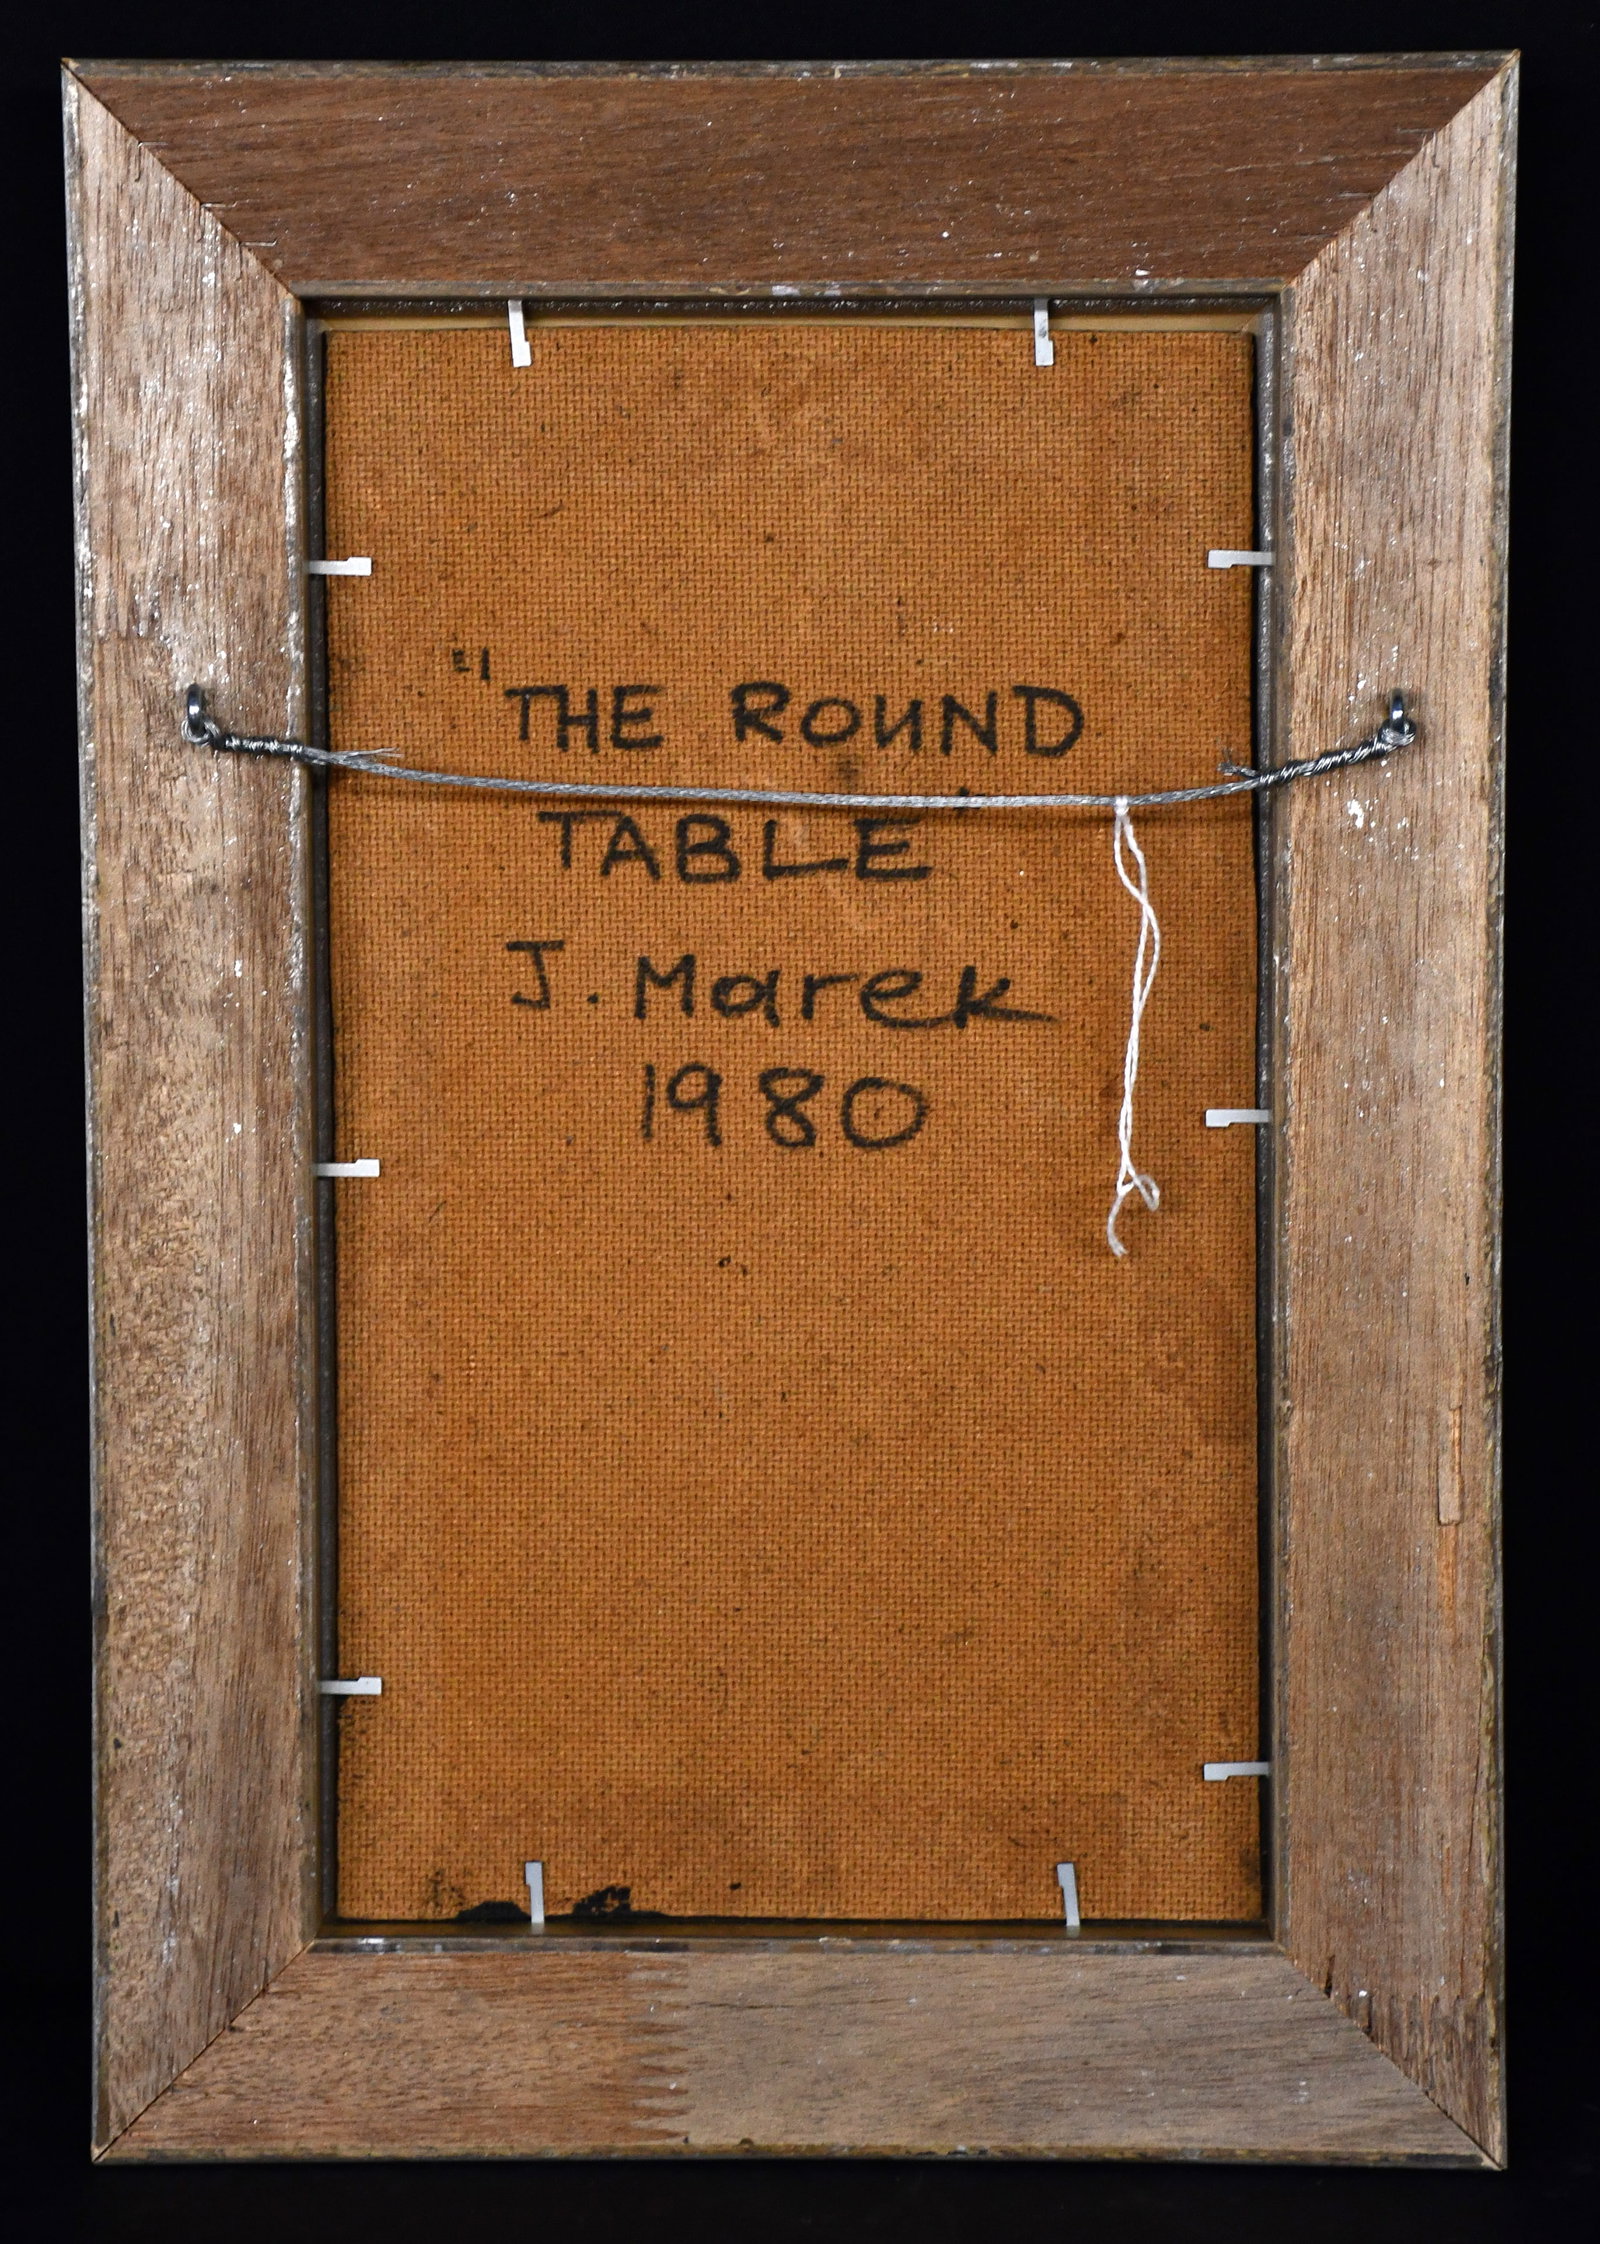 "THE ROUND
TABLE"
J. Marek
1980